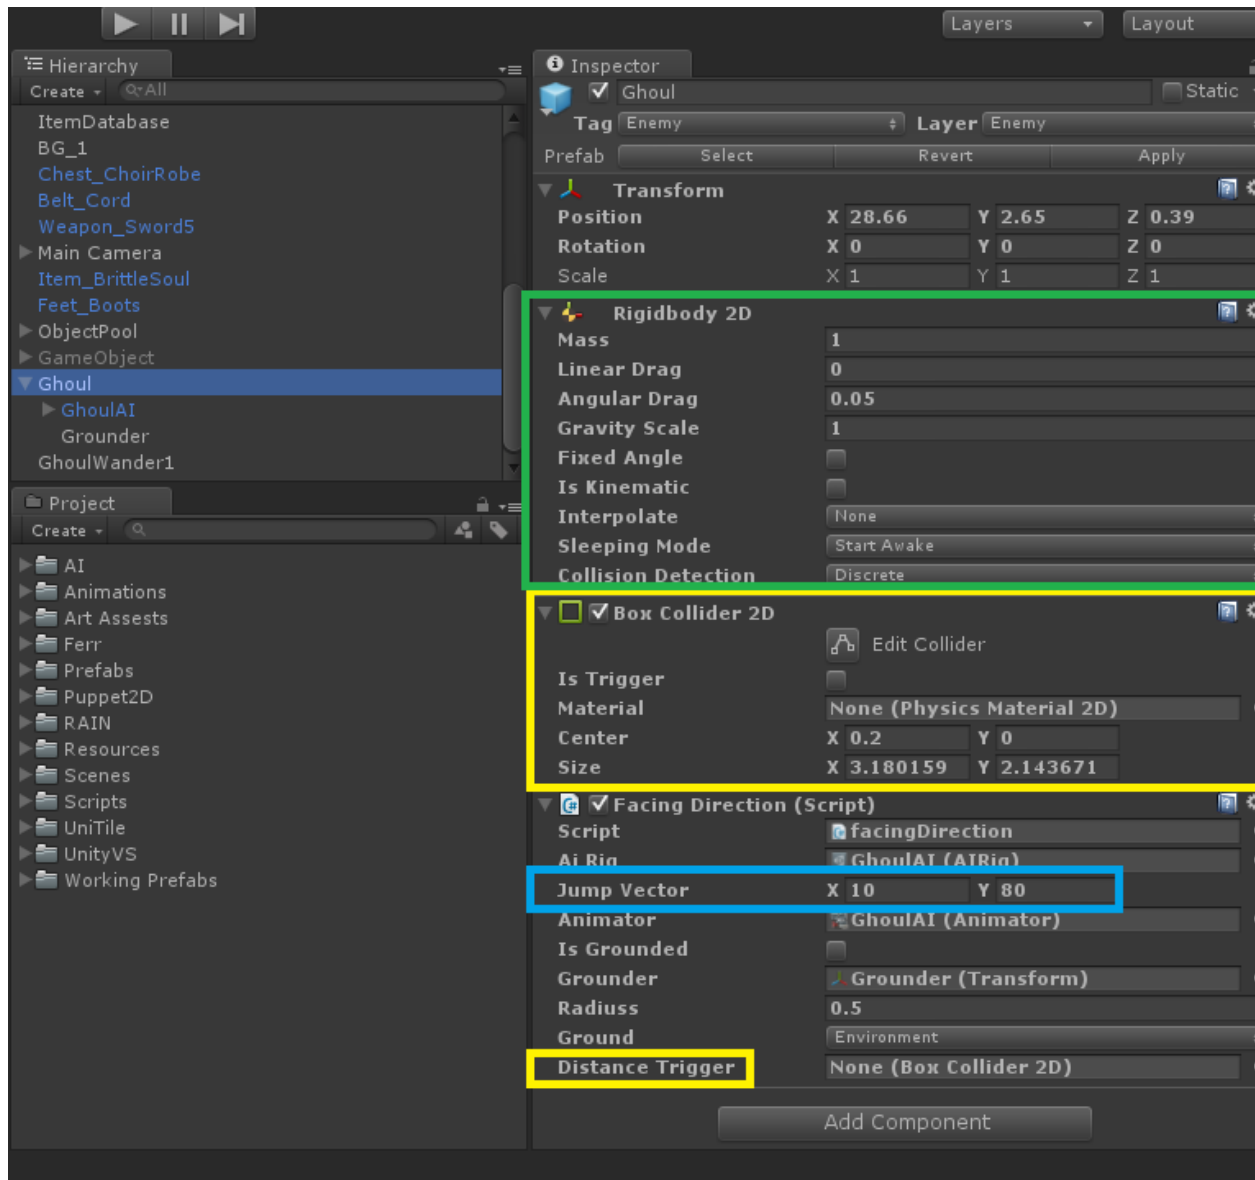 Layers Layout
Hierarchy
Create All
ItemDatabase
BG_1
Chest_ChoirRobe
Belt_Cord
Weapon_Sword5
Main Camera
Item_BrittleSoul
Feet_Boots
ObjectPool
GameObject
Ghoul
GhoulAI
Grounder
GhoulWander1
Project
Create
AI
Animations
Art Assests
Ferr
Prefabs
Puppet2D
RAIN
Resources
Scenes
Scripts
UniTile
UnityVS
Working Prefabs
Inspector
Ghoul Static
Tag Enemy Layer Enemy
Prefab Select Revert Apply
Transform
Position X 28.66 Y 2.65 Z 0.39
Rotation X 0 Y 0 Z 0
Scale X 1 Y 1 Z 1
Rigidbody 2D
Mass 1
Linear Drag 0
Angular Drag 0.05
Gravity Scale 1
Fixed Angle
Is Kinematic
Interpolate None
Sleeping Mode Start Awake
Collision Detection Discrete
Box Collider 2D
Edit Collider
Is Trigger
Material None (Physics Material 2D)
Center X 0.2 Y 0
Size X 3.180159 Y 2.143671
Facing Direction (Script)
Script facingDirection
Ai Rig GhoulAI (AIRig)
Jump Vector X 10 Y 80
Animator GhoulAI (Animator)
Is Grounded
Grounder Grounder (Transform)
Radiuss 0.5
Ground Environment
Distance Trigger None (Box Collider 2D)
Add Component